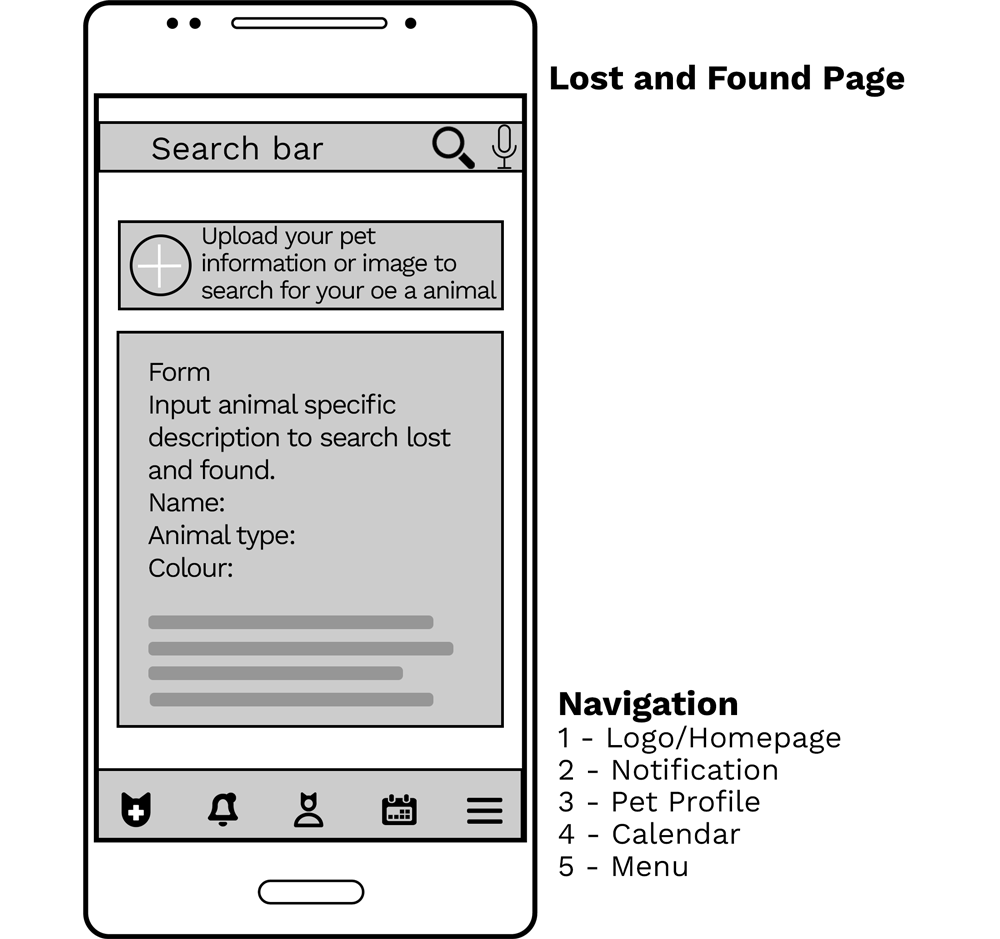 Lost and Found Page
Search bar
Upload your pet
information or image to
search for your oe a animal
Form
Input animal specific
description to search lost
and found.
Name:
Animal type:
Colour:
Navigation
1 - Logo/Homepage
2 - Notification
3 - Pet Profile
4 - Calendar
5 - Menu